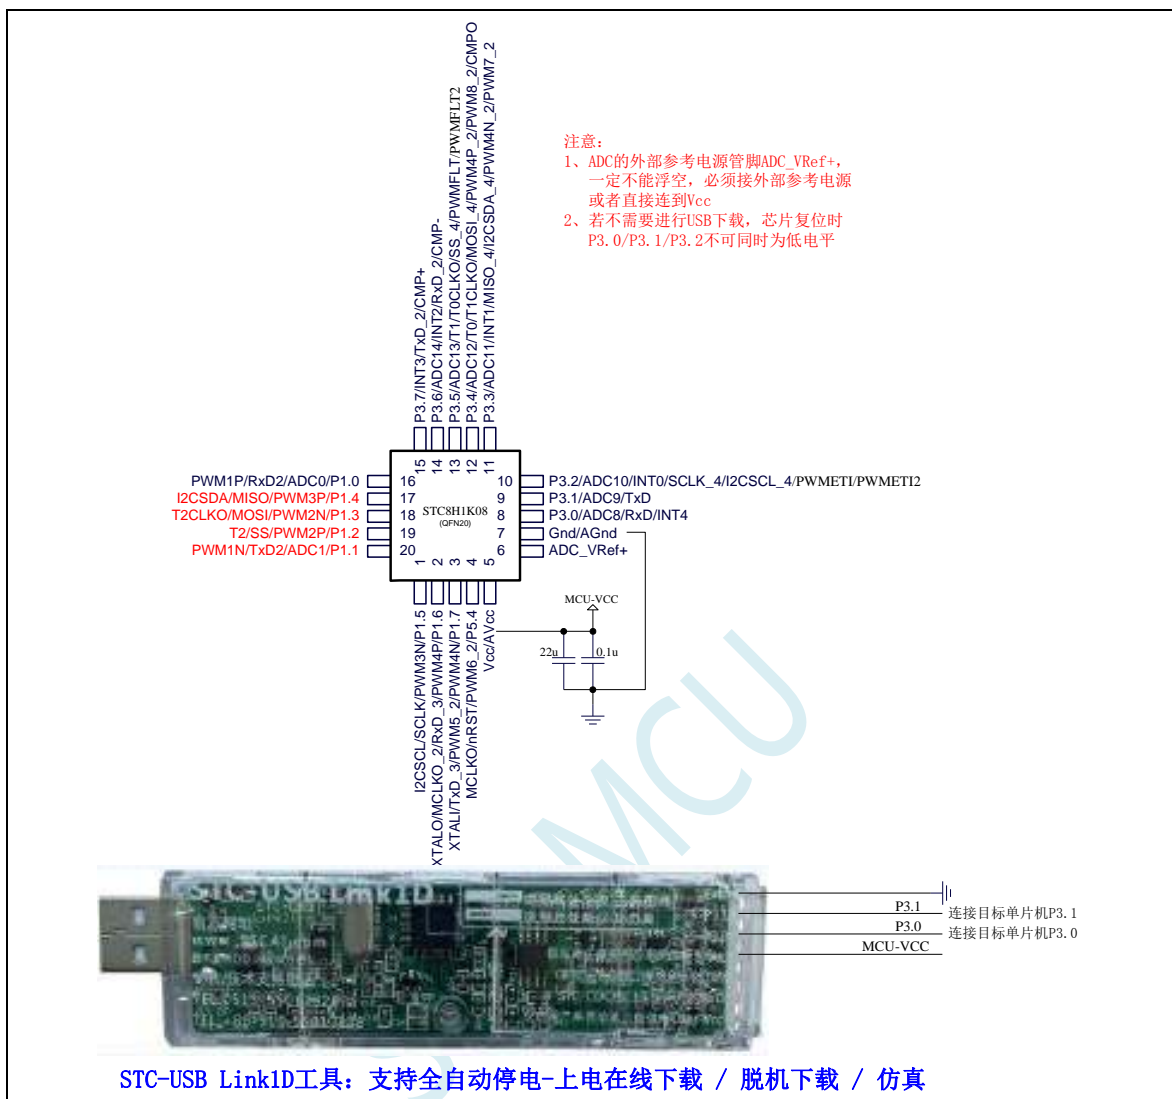 P3.7/INT3/TxD_2/CMP+
P3.6/ADC14/INT2/RxD_2/CMP-
P3.5/ADC13/T1/T0CLKO/SS_4/PWMFLT/PWMFLT2
P3.4/ADC12/T0/T1CLKO/MOSI_4/PWM4P_2/PWM8_2/CMPO
P3.3/ADC11/INT1/MISO_4/I2CSDA_4/PWM4N_2/PWM7_2
注意:
1、ADC的外部参考电源管脚ADC_VRef+,
一定不能浮空, 必须接外部参考电源
或者直接连到Vcc
2、若不需要进行USB下载, 芯片复位时
P3.0/P3.1/P3.2不可同时为低电平
15
14
13
12
11
PWM1P/RxD2/ADC0/P1.0
16
I2CSDA/MISO/PWM3P/P1.4
17
T2CLKO/MOSI/PWM2N/P1.3
18
T2/SS/PWM2P/P1.2
19
PWM1N/TxD2/ADC1/P1.1
20
STC8H1K08
(QFN20)
10
P3.2/ADC10/INT0/SCLK_4/I2CSCL_4/PWMETI/PWMETI2
9
P3.1/ADC9/TxD
8
P3.0/ADC8/RxD/INT4
7
Gnd/AGnd
6
ADC_VRef+
1
2
3
4
5
I2CSCL/SCLK/PWM3N/P1.5
XTALO/MCLKO_2/RxD_3/PWM4P/P1.6
XTALI/TxD_3/PWM5_2/PWM4N/P1.7
MCLKO/nRST/PWM6_2/P5.4
Vcc/AVcc
MCU-VCC
22u
0.1u
MCU
STC-USB Link1D
P3.1
连接目标单片机P3.1
P3.0
连接目标单片机P3.0
MCU-VCC
STC-USB Link1D工具: 支持全自动停电-上电在线下载 / 脱机下载 / 仿真